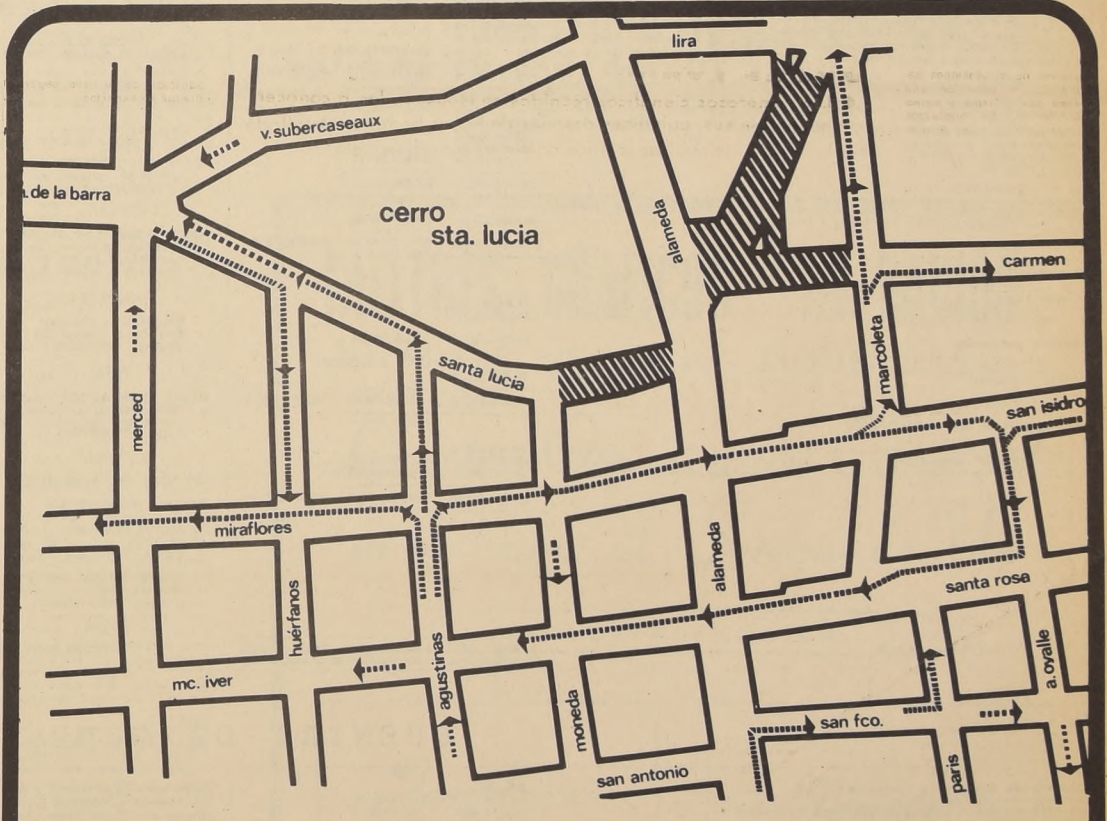 lira
v.subercaseaux
de la barra
cerro
sta. lucia
alameda
carmen
marcoleta
santa lucia
san isidro
merced
miraflores
alameda
huérfanos
santa rosa
agustinas
a.ovalle
mc. iver
moneda
san fco.
san antonio
paris